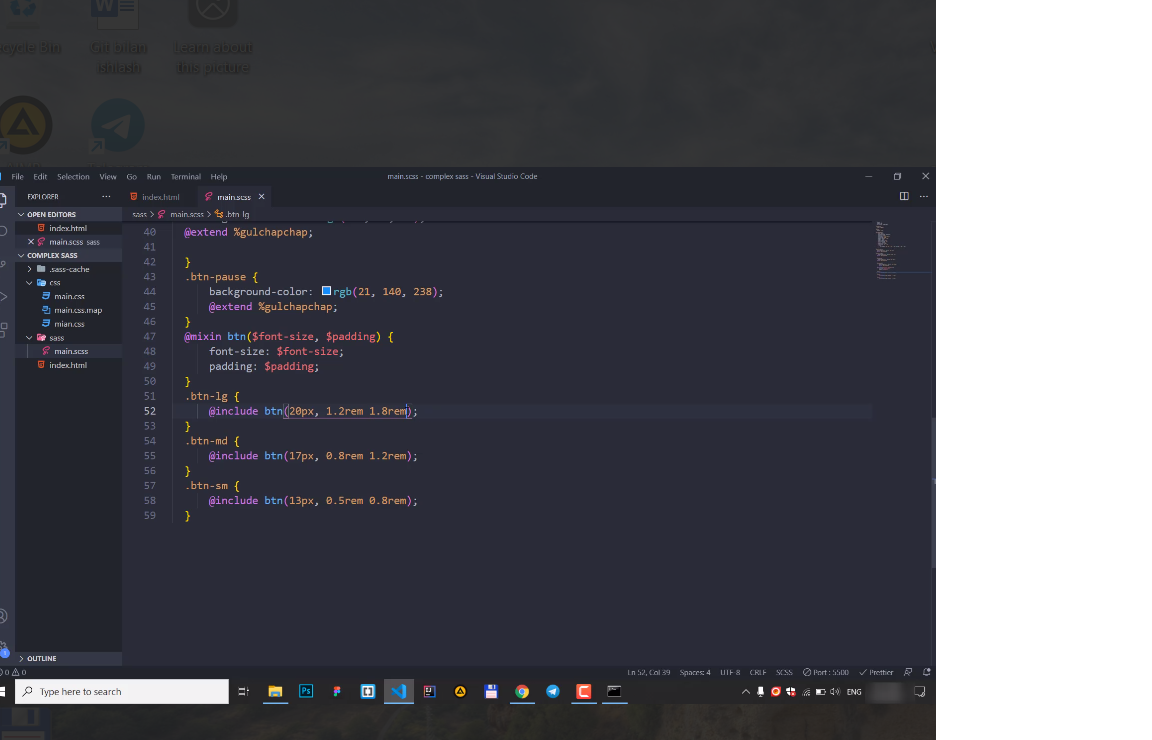 Git brian
Learn about
ishlash
this picture
File Edit Selection View Go Run Terminal Help
main.scss - complex sass - Visual Studio Code
EXPLORER
index.html
main.scss
OPEN EDITORS
sass > main.scss > .btn-lg
index.html
main.scss sass
COMPLEX SASS
.sass-cache
css
main.css
main.css.map
mian.css
sass
main.scss
index.html
40 @extend %gulchapchap;
41
42 }
43 .btn-pause {
44 background-color: rgb(21, 140, 238);
45 @extend %gulchapchap;
46 }
47 @mixin btn($font-size, $padding) {
48 font-size: $font-size;
49 padding: $padding;
50 }
51 .btn-lg {
52 @include btn(20px, 1.2rem 1.8rem);
53 }
54 .btn-md {
55 @include btn(17px, 0.8rem 1.2rem);
56 }
57 .btn-sm {
58 @include btn(13px, 0.5rem 0.8rem);
59 }
OUTLINE
0 0
Ln 52, Col 39 Spaces: 4 UTF-8 CRLF SCSS Port : 5500 Prettier
Type here to search
Ps
ENG